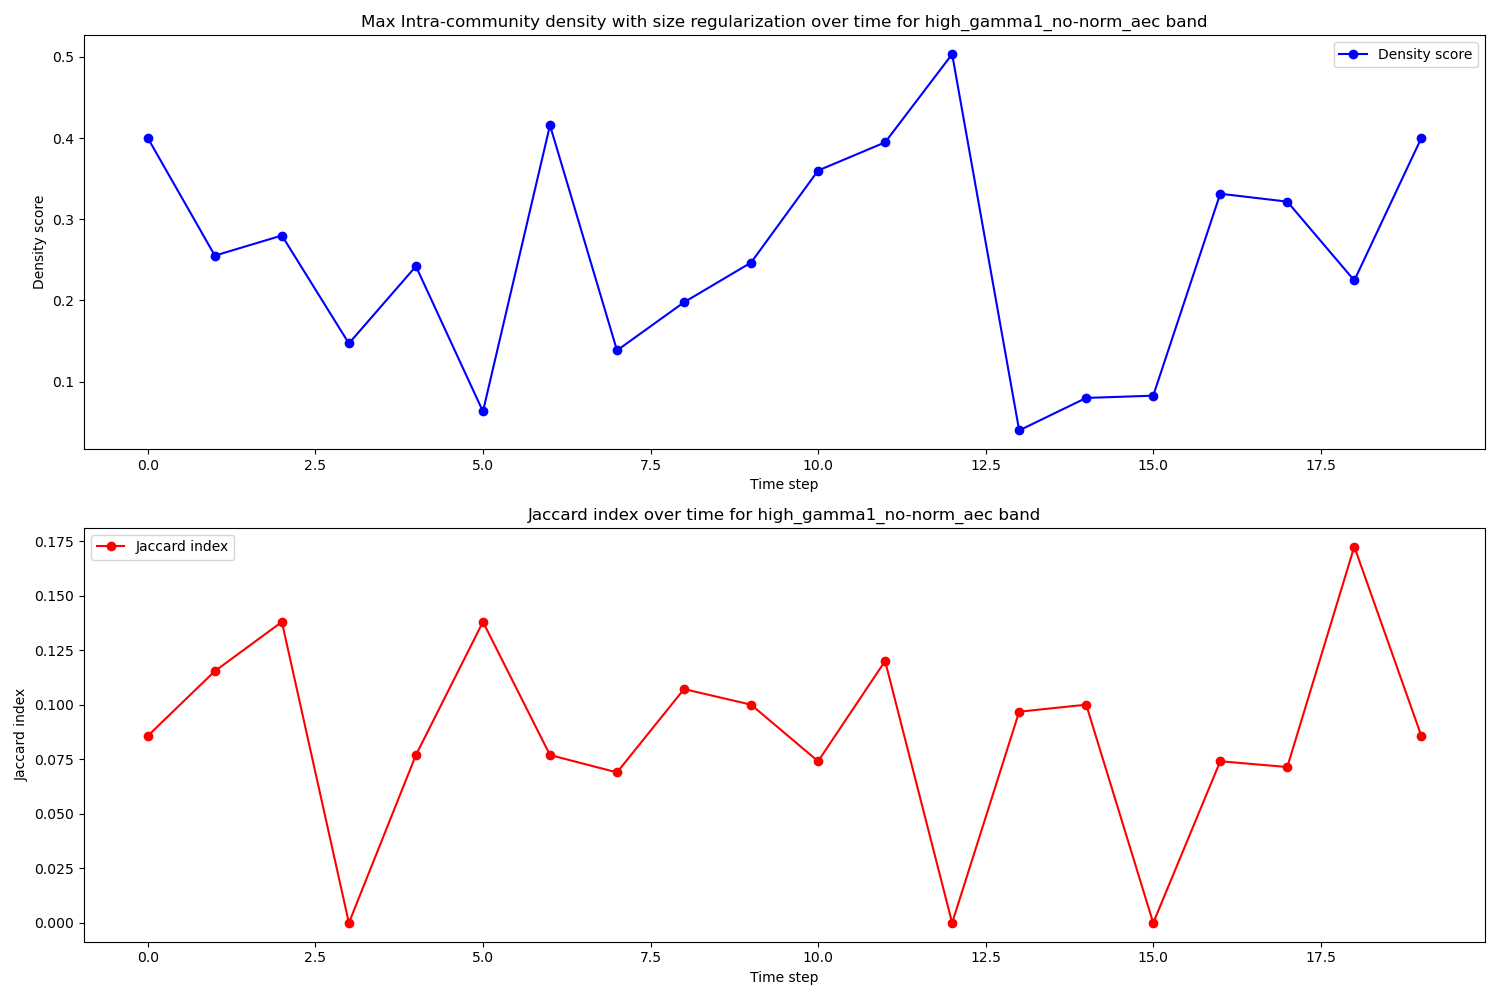 Max Intra-community density with size regularization over time for high_gamma1_no-norm_aec band
Density score
0.5
0.4
0.3
0.2
0.1
Density score
0.0 2.5 5.0 7.5 10.0 12.5 15.0 17.5
Time step
Jaccard index over time for high_gamma1_no-norm_aec band
Jaccard index
0.175
0.150
0.125
0.100
0.075
0.050
0.025
0.000
Jaccard index
0.0 2.5 5.0 7.5 10.0 12.5 15.0 17.5
Time step